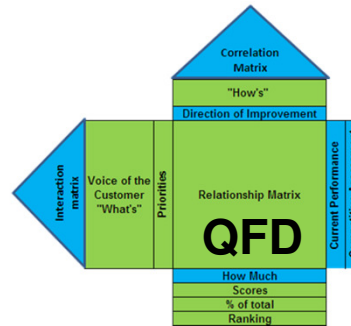 Correlation
Matrix
"How's"
Direction of Improvement
Interaction
matrix
Voice of the
Customer
"What's"
Priorities
Relationship Matrix
QFD
Current Performance
How Much
Scores
% of total
Ranking